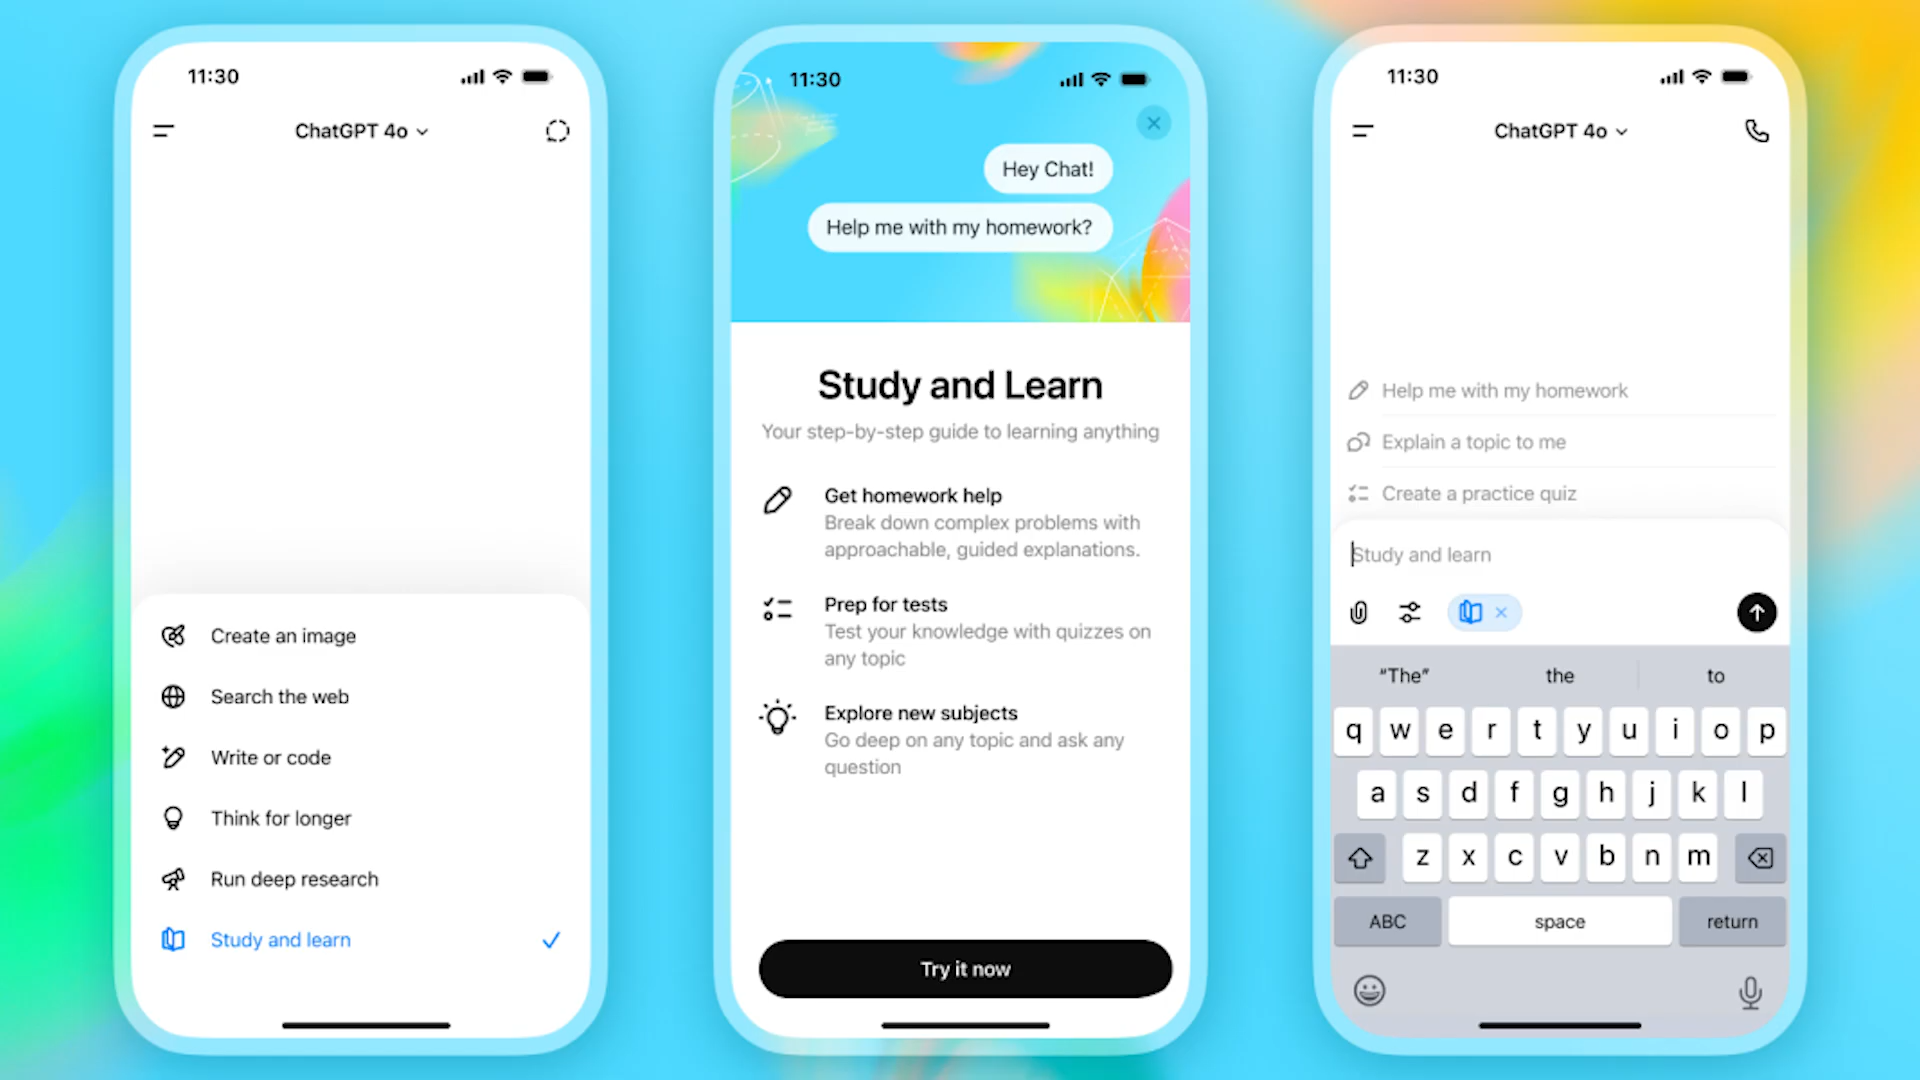 11:30
ChatGPT 4o
Create an image
Search the web
Write or code
Think for longer
Run deep research
Study and learn
11:30
Hey Chat!
Help me with my homework?
Study and Learn
Your step-by-step guide to learning anything
Get homework help
Break down complex problems with
approachable, guided explanations.
Prep for tests
Test your knowledge with quizzes on
any topic
Explore new subjects
Go deep on any topic and ask any
question
Try it now
11:30
ChatGPT 4o
Help me with my homework
Explain a topic to me
Create a practice quiz
Study and learn
“The” the to
q w e r t y u i o p
a s d f g h j k l
z x c v b n m
ABC space return